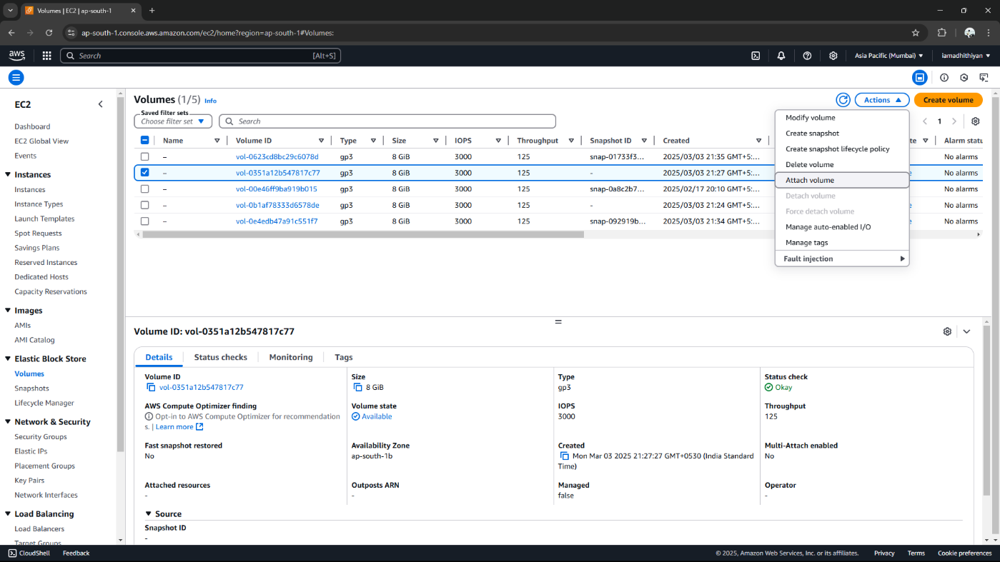 Volumes | EC2 | ap-south-1
ap-south-1.console.aws.amazon.com/ec2/home?region=ap-south-1#Volumes:
aws
Search
[Alt+S]
Asia Pacific (Mumbai)
iamadhithiyan
EC2
Dashboard
EC2 Global View
Events
Instances
Instances
Instance Types
Launch Templates
Spot Requests
Savings Plans
Reserved Instances
Dedicated Hosts
Capacity Reservations
Images
AMIs
AMI Catalog
Elastic Block Store
Volumes
Snapshots
Lifecycle Manager
Network & Security
Security Groups
Elastic IPs
Placement Groups
Key Pairs
Network Interfaces
Load Balancing
Load Balancers
Target Groups
Volumes (1/5) Info
Actions
Create volume
Saved filter sets
Choose filter set
Search
1
Name Volume ID Type Size IOPS Throughput Snapshot ID Created te Alarm statu
– vol-0623cd8bc29c6078d gp3 8 GiB 3000 125 snap-01733f3... 2025/03/03 21:35 GMT+5:... No alarms
– vol-0351a12b547817c77 gp3 8 GiB 3000 125 - 2025/03/03 21:27 GMT+5:... e No alarms
– vol-00e46ff9ba919b015 gp3 8 GiB 3000 125 snap-0a8c2b7... 2025/02/17 20:10 GMT+5:... No alarms
– vol-0b1af78333d6578de gp3 8 GiB 3000 125 - 2025/03/03 21:24 GMT+5:... e No alarms
– vol-0e4edb47a91c551f7 gp3 8 GiB 3000 125 snap-092919b... 2025/03/03 21:34 GMT+5:... e No alarms
Modify volume
Create snapshot
Create snapshot lifecycle policy
Delete volume
Attach volume
Detach volume
Force detach volume
Manage auto-enabled I/O
Manage tags
Fault injection
Volume ID: vol-0351a12b547817c77
Details Status checks Monitoring Tags
Volume ID
vol-0351a12b547817c77
Size
8 GiB
Type
gp3
Status check
Okay
AWS Compute Optimizer finding
Opt-in to AWS Compute Optimizer for recommendation
s. | Learn more
Volume state
Available
IOPS
3000
Throughput
125
Fast snapshot restored
No
Availability Zone
ap-south-1b
Created
Mon Mar 03 2025 21:27:27 GMT+0530 (India Standard
Time)
Multi-Attach enabled
No
Attached resources
-
Outposts ARN
-
Managed
false
Operator
-
Source
Snapshot ID
-
CloudShell
Feedback
© 2025, Amazon Web Services, Inc. or its affiliates.
Privacy
Terms
Cookie preferences